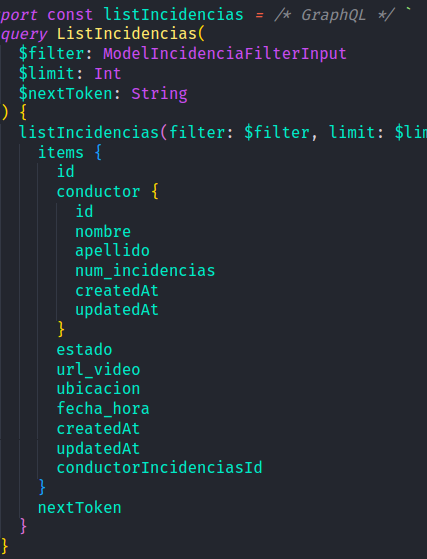 port const listIncidencias = /* GraphQL */ `
query ListIncidencias(
$filter: ModelIncidenciaFilterInput
$limit: Int
$nextToken: String
) {
listIncidencias(filter: $filter, limit: $lim
items {
id
conductor {
id
nombre
apellido
num_incidencias
createdAt
updatedAt
}
estado
url_video
ubicacion
fecha_hora
createdAt
updatedAt
conductorIncidenciasId
}
nextToken
}
}